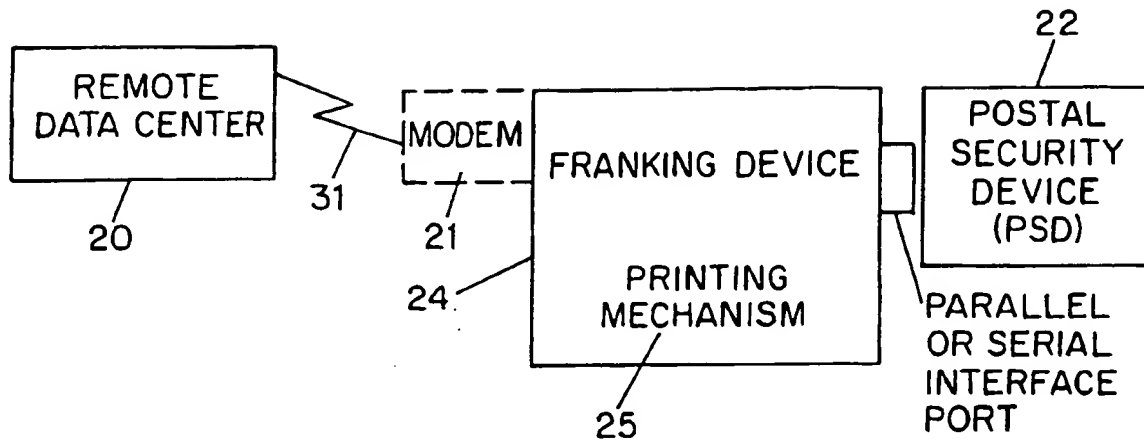 REMOTE
DATA CENTER
20
31
MODEM
21
FRANKING DEVICE
24
PRINTING
MECHANISM
25
22
POSTAL
SECURITY
DEVICE
(PSD)
PARALLEL
OR SERIAL
INTERFACE
PORT